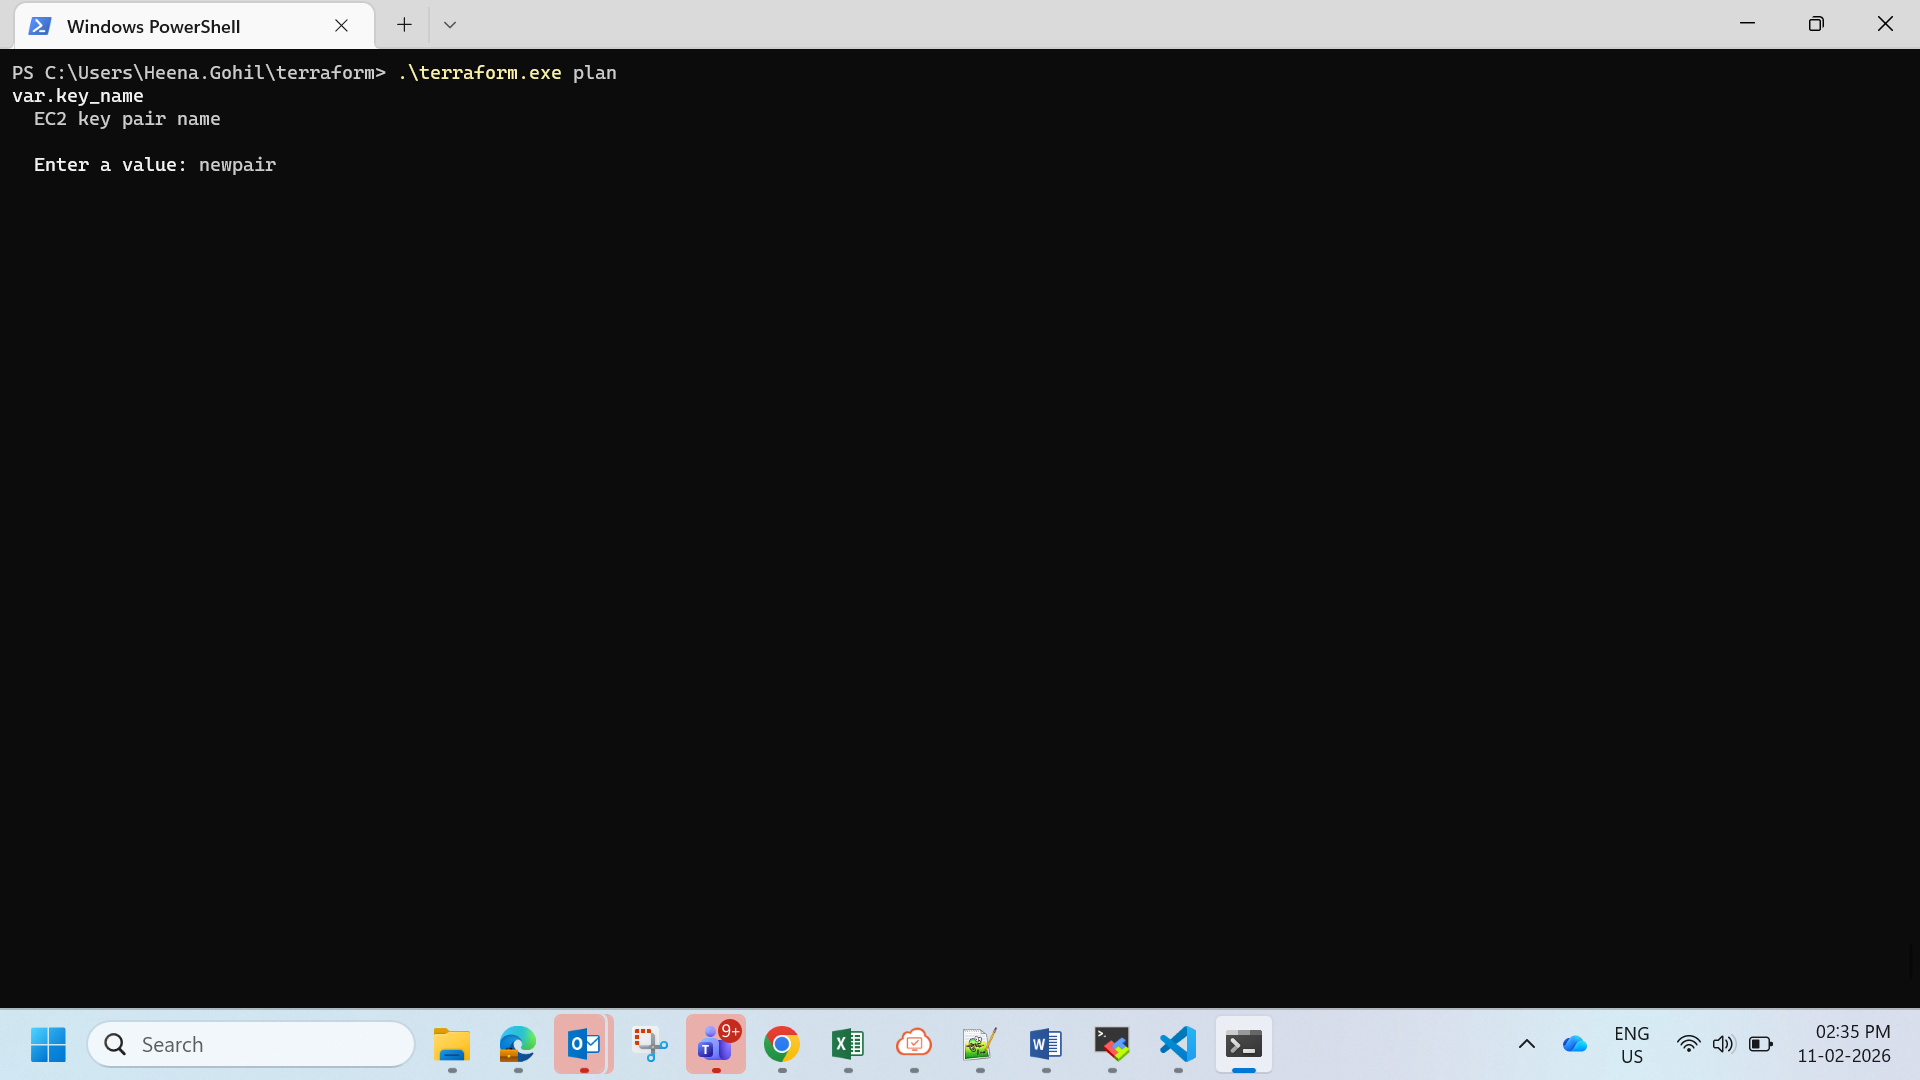 Windows PowerShell
PS C:\Users\Heena.Gohil\terraform> .\terraform.exe plan
var.key_name
  EC2 key pair name

  Enter a value: newpair
Search
9+
ENG
US
02:35 PM
11-02-2026